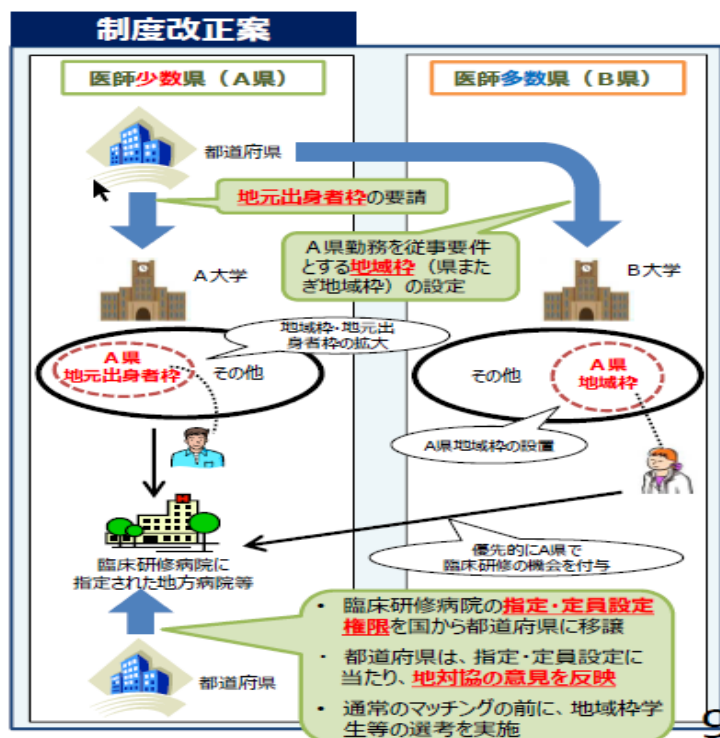 制度改正案
医師少数県（A県）
医師多数県（B県）
都道府県
地元出身者枠の要請
A県勤務を従事要件
とする地域枠（県また
ぎ地域枠）の設定
A大学
B大学
地域枠・地元出
身者枠の拡大
A県
地元出身者枠
その他
その他
A県
地域枠
A県地域枠の設置
臨床研修病院に
指定された地方病院等
優先的にA県で
臨床研修の機会を付与
都道府県
・ 臨床研修病院の指定・定員設定
権限を国から都道府県に移譲
・ 都道府県は、指定・定員設定に
当たり、地対協の意見を反映
・ 通常のマッチングの前に、地域枠学
生等の選考を実施
9